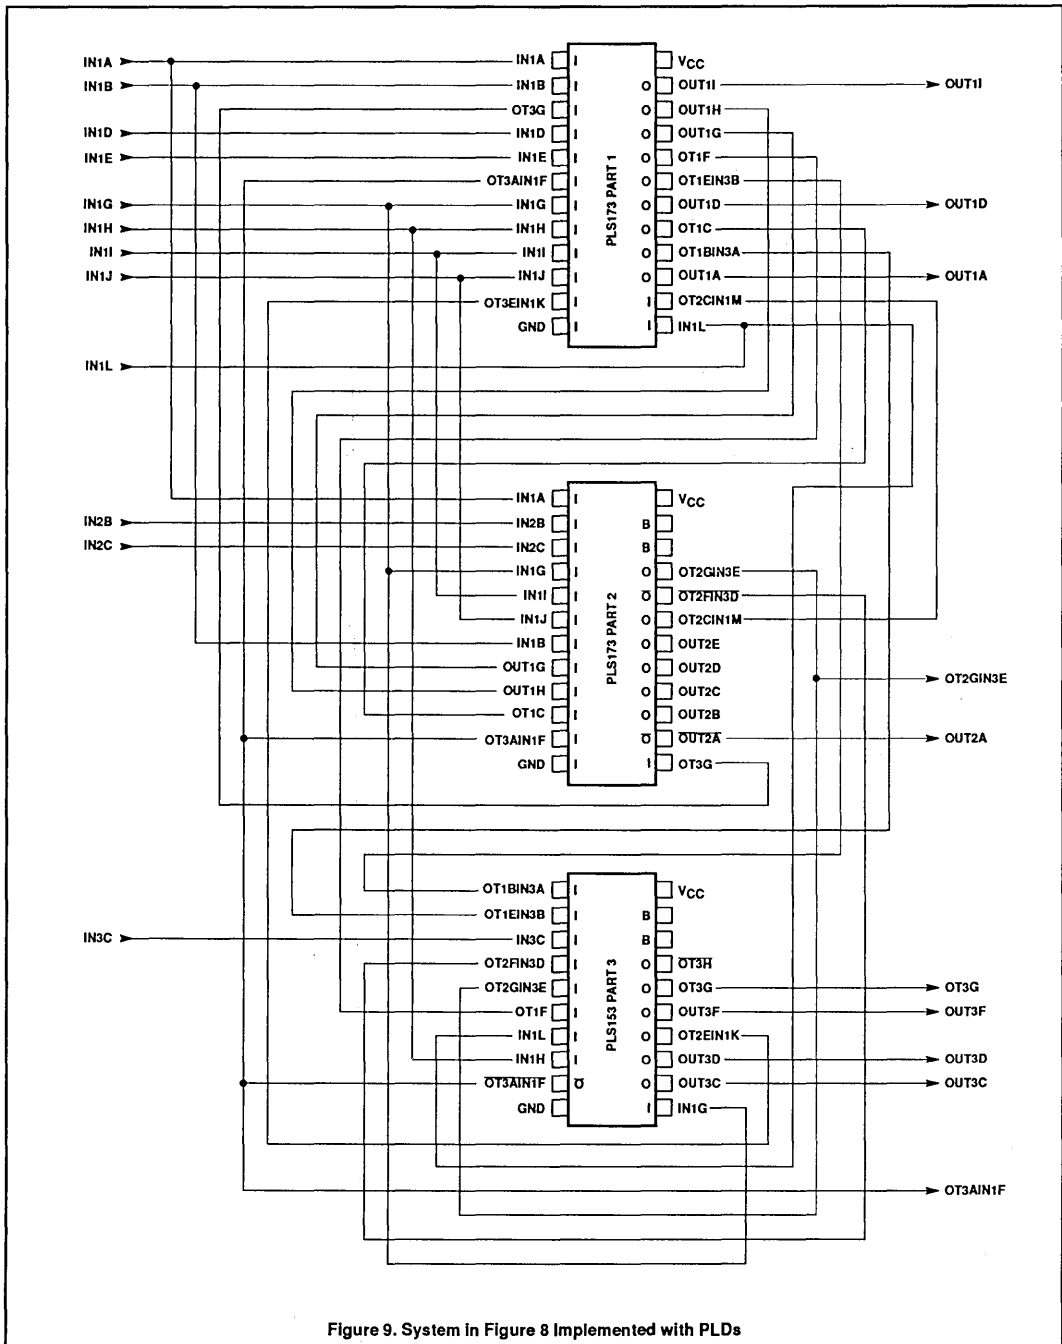 IN1A IN1A I VCC
IN1B IN1B I O OUT1I OUT1I
OT3G I O OUT1H
IN1D IN1D I O OUT1G
IN1E IN1E I O OT1F
OT3AIN1F I O OT1EIN3B
IN1G IN1G I O OUT1D OUT1D
IN1H IN1H I O OT1C
IN1I IN1I I O OT1BIN3A
IN1J IN1J I O OUT1A OUT1A
OT3EIN1K I I OT2CIN1M
GND I I IN1L
PLS173 PART 1
IN1L
IN1A I VCC
IN2B IN2B I B
IN2C IN2C I B
IN1G I O OT2GIN3E
IN1I I O OT2FIN3D
IN1J I O OT2CIN1M
IN1B I O OUT2E
OUT1G I O OUT2D
OUT1H I O OUT2C
OT2GIN3E
OT1C I O OUT2B
OT3AIN1F I O OUT2A OUT2A
GND I I OT3G
PLS173 PART 2
OT1BIN3A I VCC
OT1EIN3B I B
IN3C IN3C I B
OT2FIN3D I O OT3H
OT2GIN3E I O OT3G OT3G
OT1F I O OUT3F OUT3F
IN1L I O OT2EIN1K
IN1H I O OUT3D OUT3D
OT3AIN1F O O OUT3C OUT3C
GND I I IN1G
PLS153 PART 3
OT3AIN1F
Figure 9. System in Figure 8 Implemented with PLDs